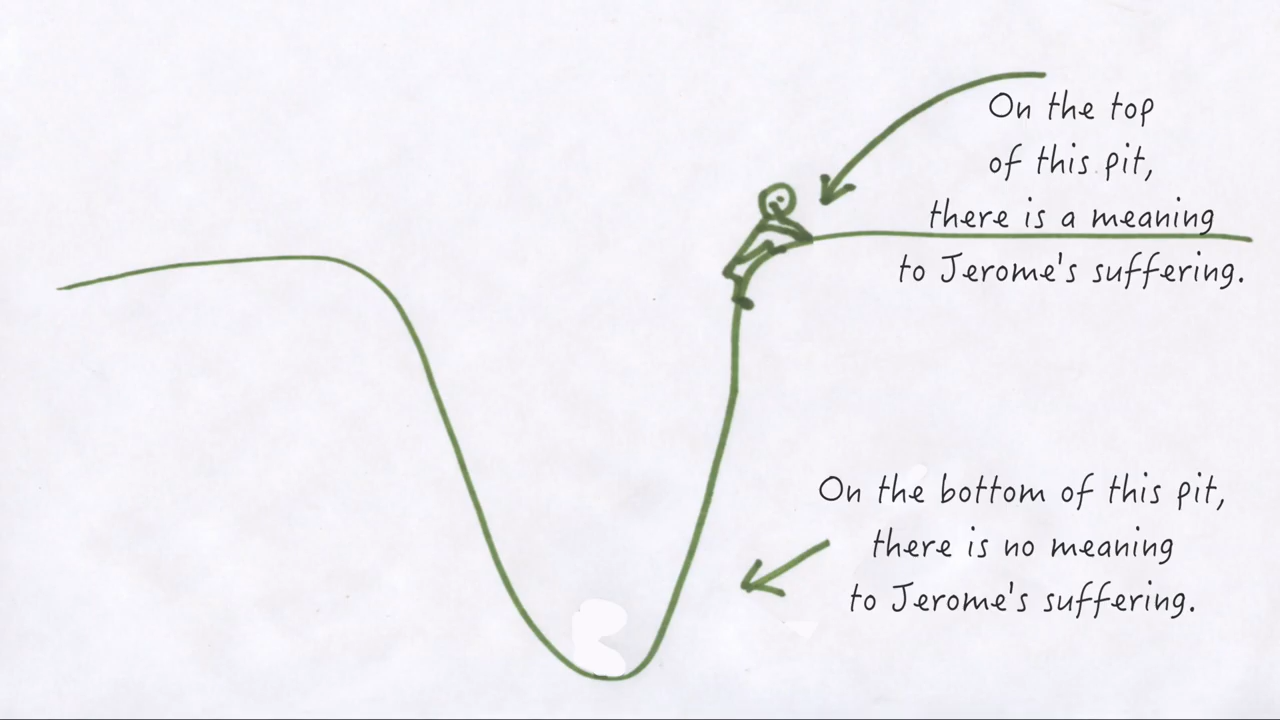 On the top
of this pit,
there is a meaning
to Jerome's suffering.
On the bottom of this pit,
there is no meaning
to Jerome's suffering.